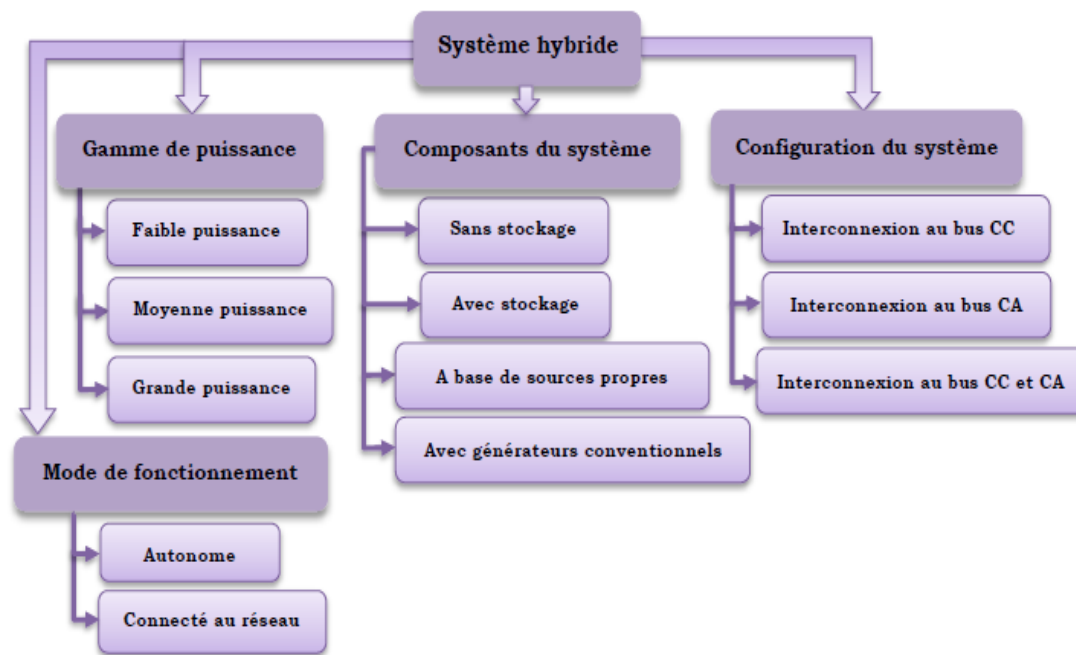 Système hybride
Gamme de puissance
Faible puissance
Moyenne puissance
Grande puissance
Composants du système
Sans stockage
Avec stockage
A base de sources propres
Avec générateurs conventionnels
Configuration du système
Interconnexion au bus CC
Interconnexion au bus CA
Interconnexion au bus CC et CA
Mode de fonctionnement
Autonome
Connecté au réseau